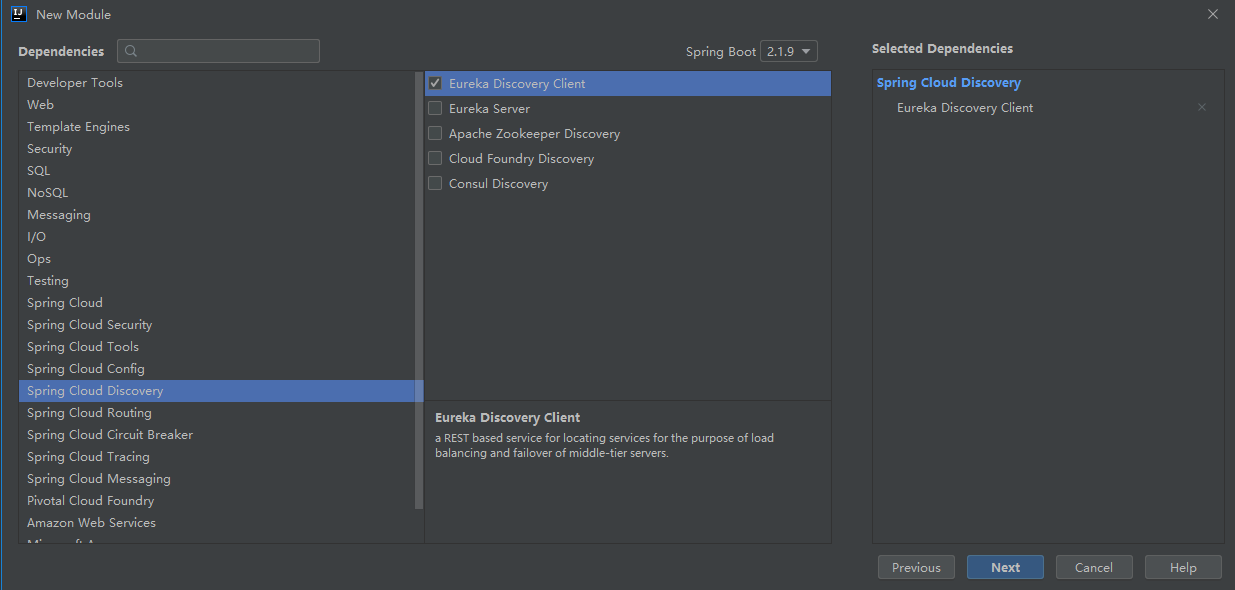 New Module
Dependencies
Spring Boot 2.1.9
Selected Dependencies
Developer Tools
Web
Template Engines
Security
SQL
NoSQL
Messaging
I/O
Ops
Testing
Spring Cloud
Spring Cloud Security
Spring Cloud Tools
Spring Cloud Config
Spring Cloud Discovery
Spring Cloud Routing
Spring Cloud Circuit Breaker
Spring Cloud Tracing
Spring Cloud Messaging
Pivotal Cloud Foundry
Amazon Web Services
Eureka Discovery Client
Eureka Server
Apache Zookeeper Discovery
Cloud Foundry Discovery
Consul Discovery
Eureka Discovery Client
a REST based service for locating services for the purpose of load
balancing and failover of middle-tier servers.
Spring Cloud Discovery
Eureka Discovery Client
Previous
Next
Cancel
Help